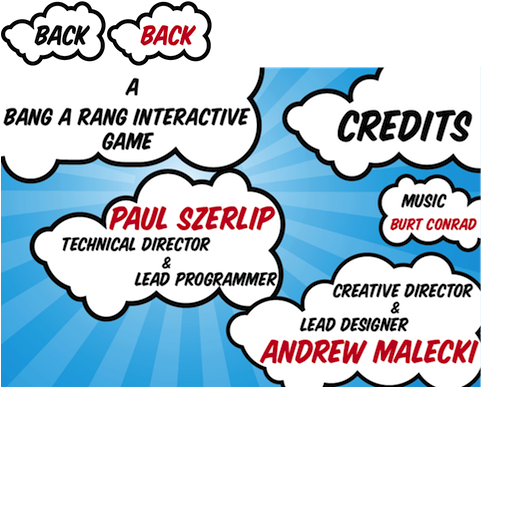 BACK
BACK
A
BANG A RANG INTERACTIVE
GAME
CREDITS
PAUL SZERLIP
TECHNICAL DIRECTOR
&
LEAD PROGRAMMER
MUSIC
BURT CONRAD
CREATIVE DIRECTOR
&
LEAD DESIGNER
ANDREW MALECKI